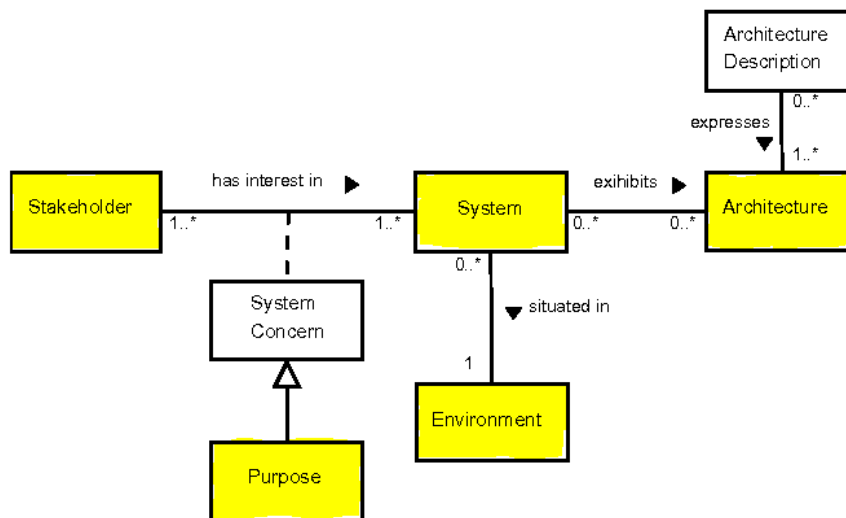 Architecture
Description
0..*
expresses
1..*
has interest in
exihibits
Stakeholder
System
Architecture
1..*
1..*
0..*
0..*
0..*
System
Concern
situated in
1
Environment
Purpose